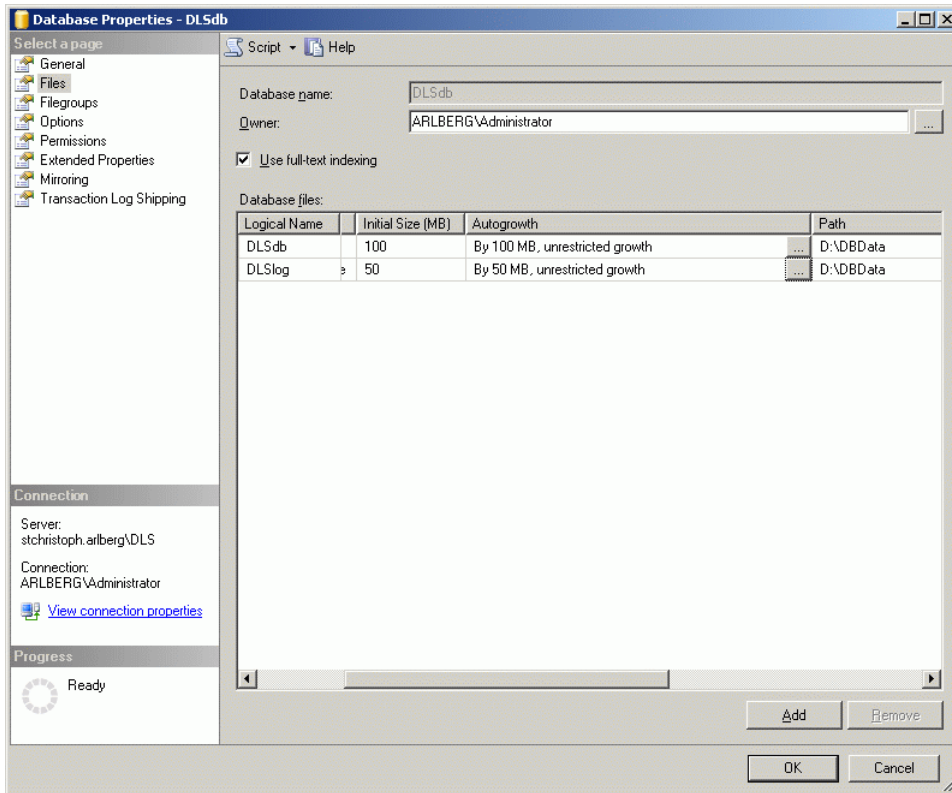 Database Properties - DLSdb
Select a page
General
Files
Filegroups
Options
Permissions
Extended Properties
Mirroring
Transaction Log Shipping
Script Help
Database name: DLSdb
Owner: ARLBERG\Administrator ...
Use full-text indexing
Database files:
Logical Name Initial Size (MB) Autogrowth Path
DLSdb 100 By 100 MB, unrestricted growth ... D:\DBData
DLSlog e 50 By 50 MB, unrestricted growth ... D:\DBData
Connection
Server:
stchristoph.arlberg\DLS
Connection:
ARLBERG\Administrator
View connection properties
Progress
Ready
Add Remove
OK Cancel